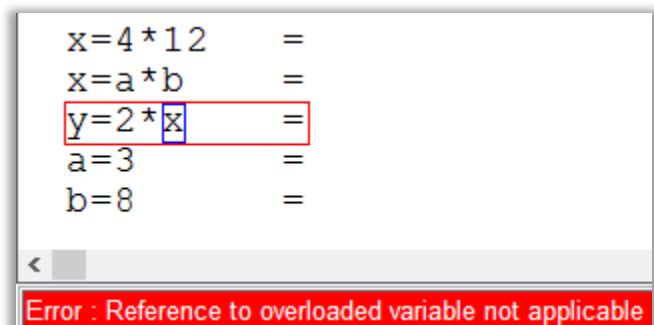 x=4*12 =
x=a*b =
y=2*x =
a=3 =
b=8 =
Error : Reference to overloaded variable not applicable